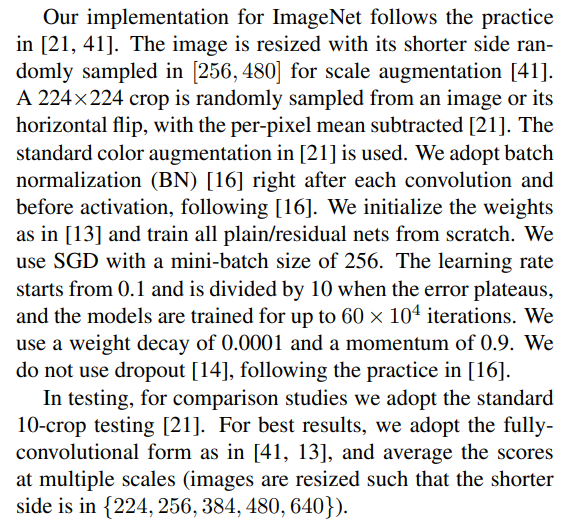 Our implementation for ImageNet follows the practice
in [21, 41]. The image is resized with its shorter side ran-
domly sampled in [256, 480] for scale augmentation [41].
A 224×224 crop is randomly sampled from an image or its
horizontal flip, with the per-pixel mean subtracted [21]. The
standard color augmentation in [21] is used. We adopt batch
normalization (BN) [16] right after each convolution and
before activation, following [16]. We initialize the weights
as in [13] and train all plain/residual nets from scratch. We
use SGD with a mini-batch size of 256. The learning rate
starts from 0.1 and is divided by 10 when the error plateaus,
and the models are trained for up to 60 × 10⁴ iterations. We
use a weight decay of 0.0001 and a momentum of 0.9. We
do not use dropout [14], following the practice in [16].
In testing, for comparison studies we adopt the standard
10-crop testing [21]. For best results, we adopt the fully-
convolutional form as in [41, 13], and average the scores
at multiple scales (images are resized such that the shorter
side is in {224, 256, 384, 480, 640}).